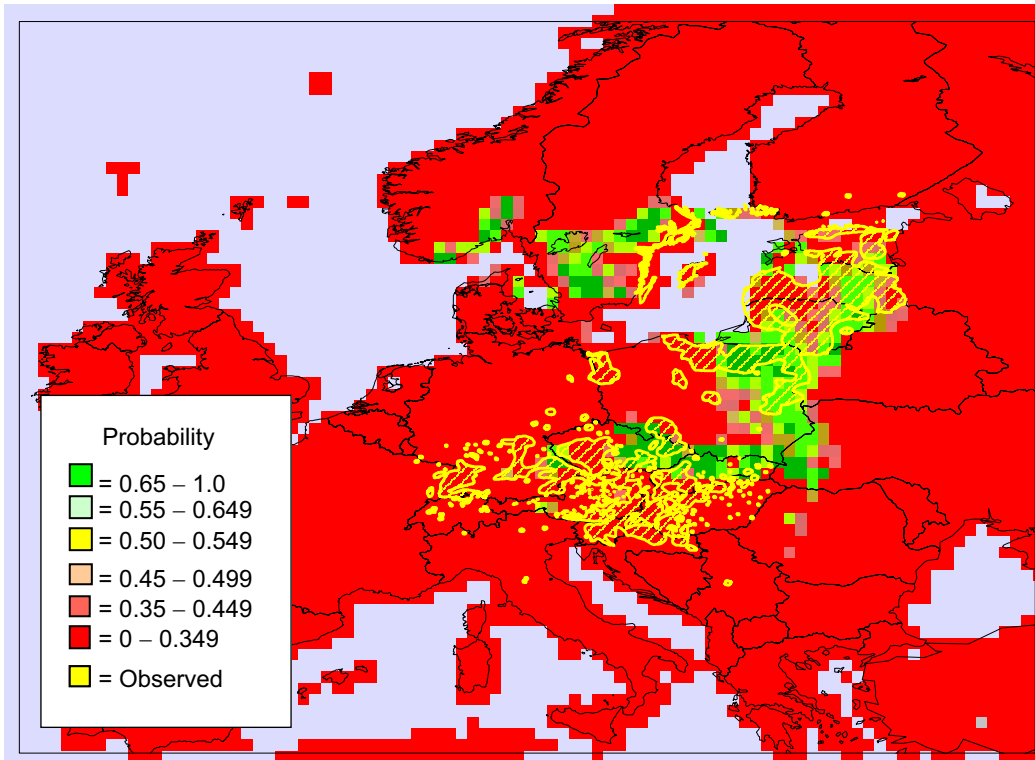 Probability
= 0.65 – 1.0
= 0.55 – 0.649
= 0.50 – 0.549
= 0.45 – 0.499
= 0.35 – 0.449
= 0 – 0.349
= Observed